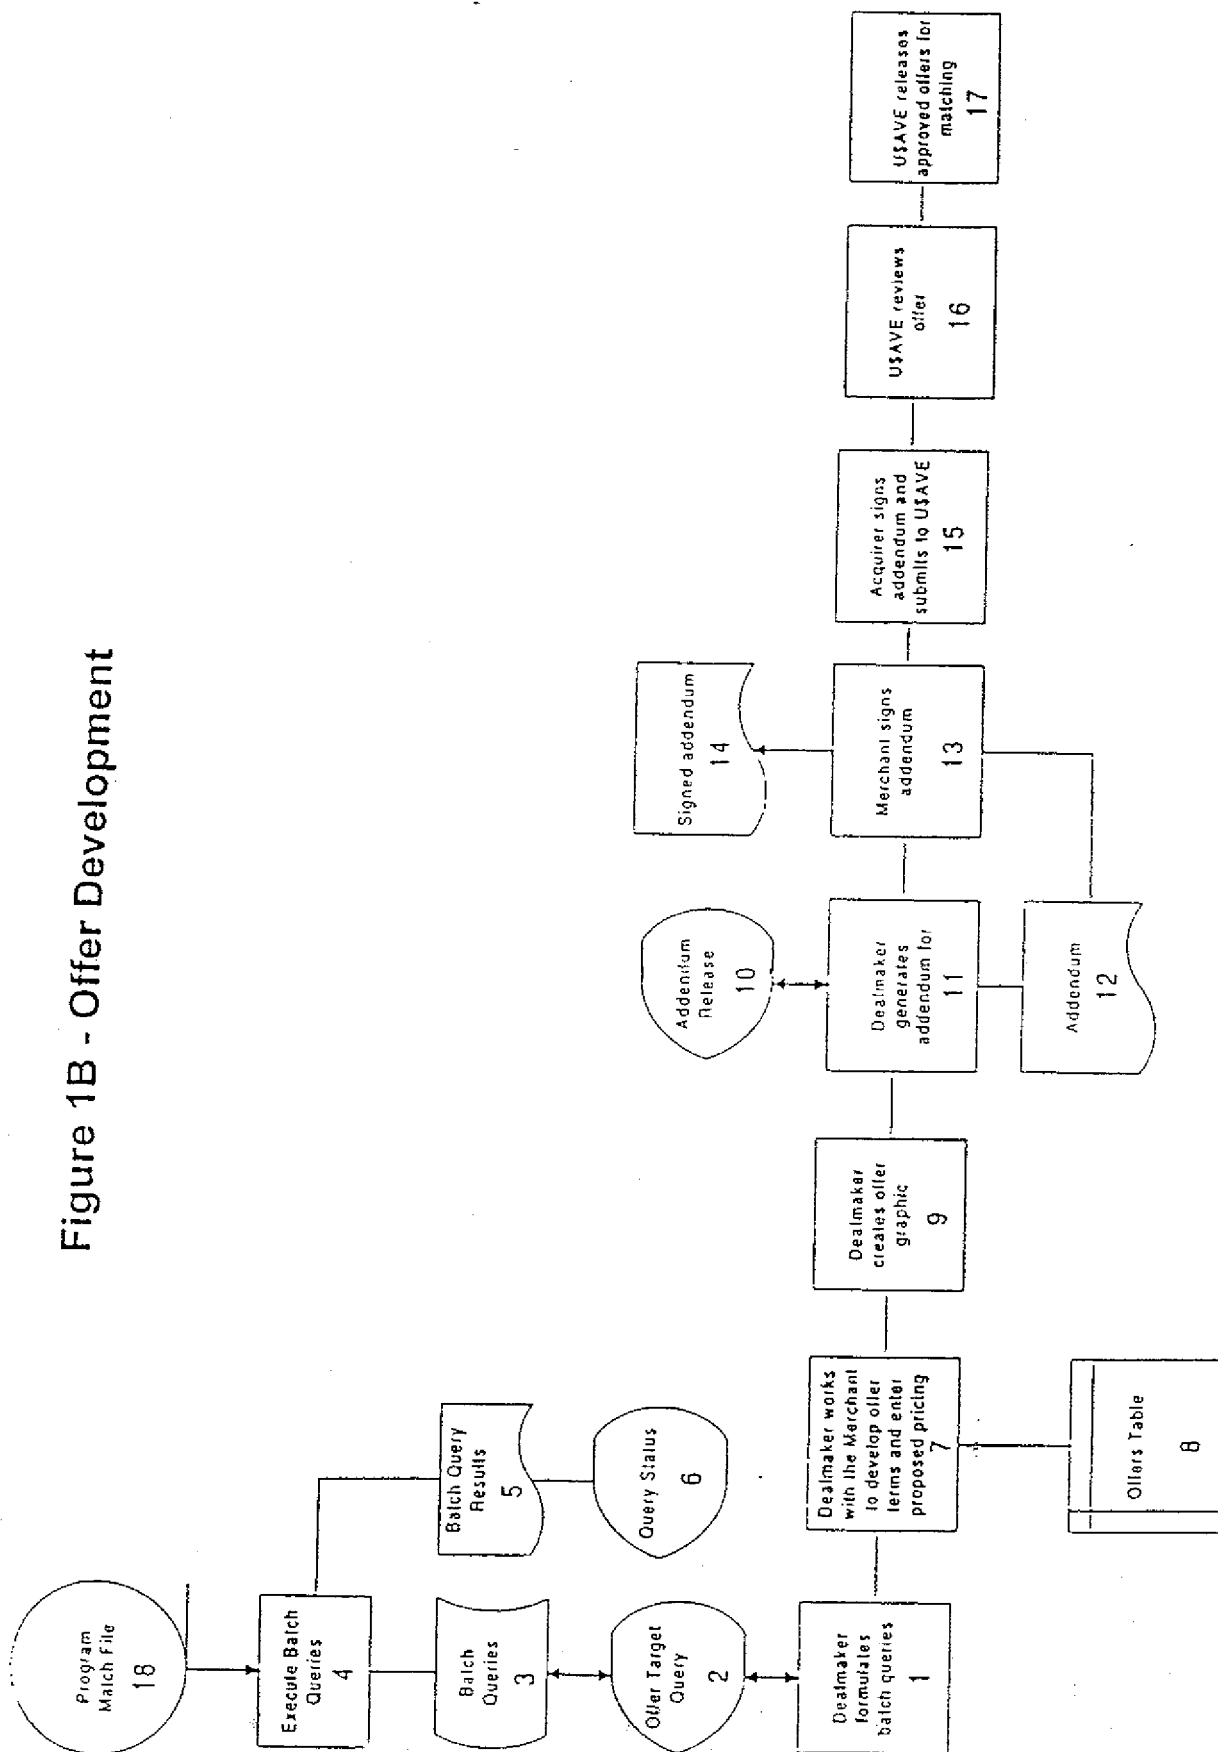 Figure 1B - Offer Development
Program
Match File
18
Execute Batch
Queries
4
Batch
Queries
3
Offer Target
Query
2
Dealmaker
formulates
batch queries
1
Batch Query
Results
5
Query Status
6
Dealmaker works
with the Merchant
to develop offer
terms and enter
proposed pricing
7
Offers Table
8
Dealmaker
creates offer
graphic
9
Addendum
Release
10
Dealmaker
generates
addendum for
11
Addendum
12
Signed addendum
14
Merchant signs
addendum
13
Acquirer signs
addendum and
submits to U$AVE
15
U$AVE reviews
offer
16
U$AVE releases
approved offers for
matching
17